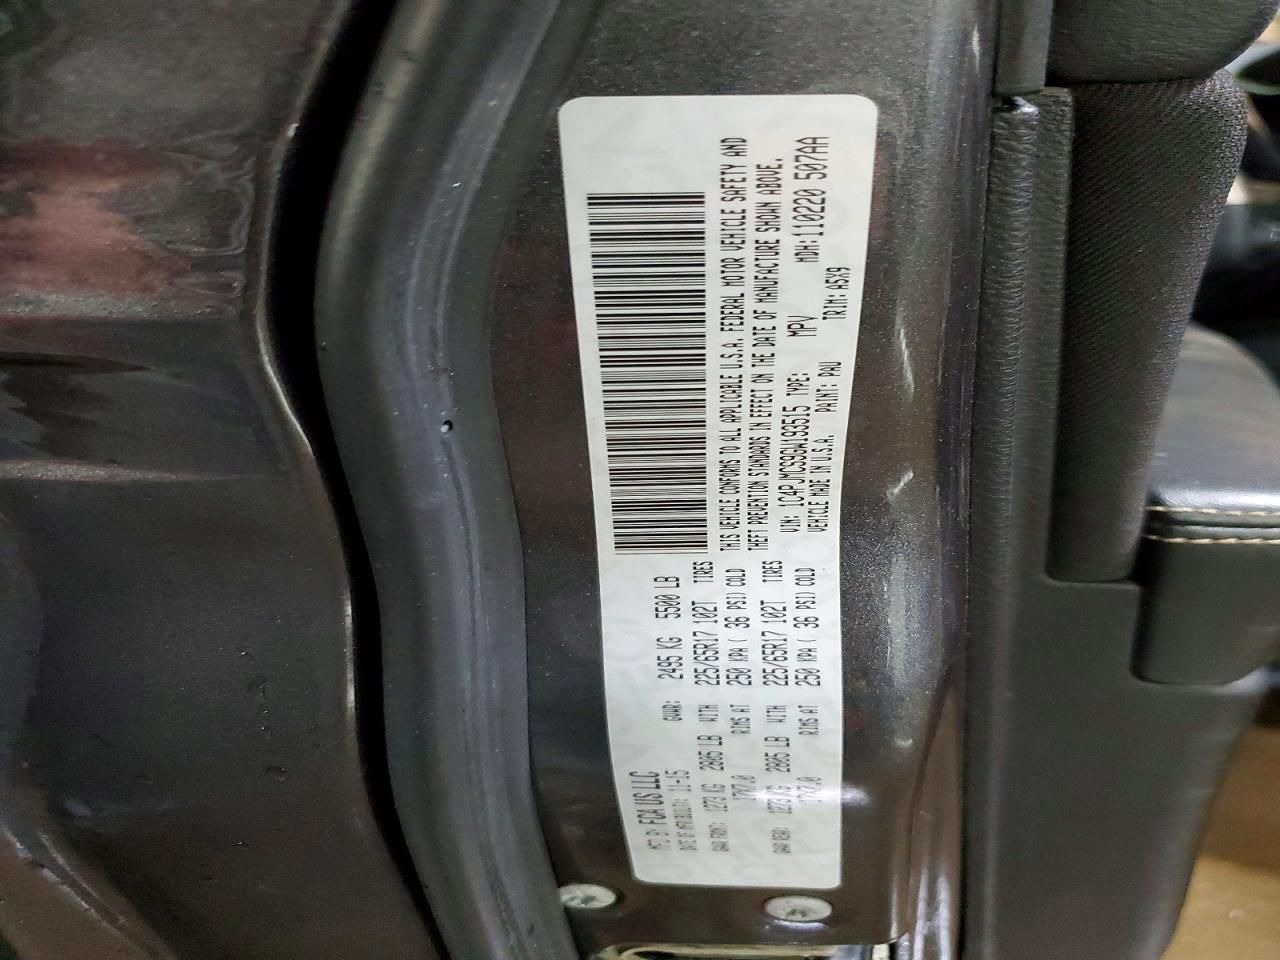 MFD BY FCA US LLC
DATE OF MFR(BUILD): 11-15 GVWR: 2495 KG 5500 LB
GAWR FRONT: 1273 KG 2805 LB WITH 225/65R17 102T TIRES
17X7.0 RIMS AT 250 KPA ( 36 PSI) COLD
GAWR REAR: 1273 KG 2805 LB WITH 225/65R17 102T TIRES
17X7.0 RIMS AT 250 KPA ( 36 PSI) COLD
THIS VEHICLE CONFORMS TO ALL APPLICABLE U.S.A. FEDERAL MOTOR VEHICLE SAFETY AND
THEFT PREVENTION STANDARDS IN EFFECT ON THE DATE OF MANUFACTURE SHOWN ABOVE.
VIN: 1C4PJMCS9GW193515 TYPE: MPV MDH: 110220 507AA
VEHICLE MADE IN U.S.A. PAINT: PAU TRIM: A5X9